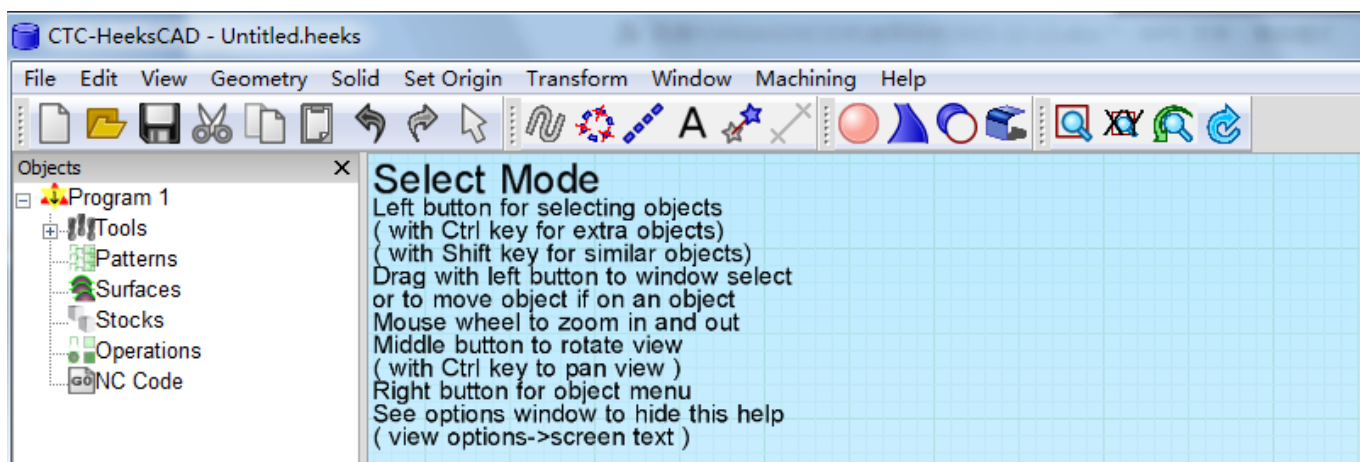 CTC-HeeksCAD - Untitled.heeks
File Edit View Geometry Solid Set Origin Transform Window Machining Help
A
Objects
Program 1
Tools
Patterns
Surfaces
Stocks
Operations
GO NC Code
Select Mode
Left button for selecting objects
( with Ctrl key for extra objects)
( with Shift key for similar objects)
Drag with left button to window select
or to move object if on an object
Mouse wheel to zoom in and out
Middle button to rotate view
( with Ctrl key to pan view )
Right button for object menu
See options window to hide this help
( view options->screen text )